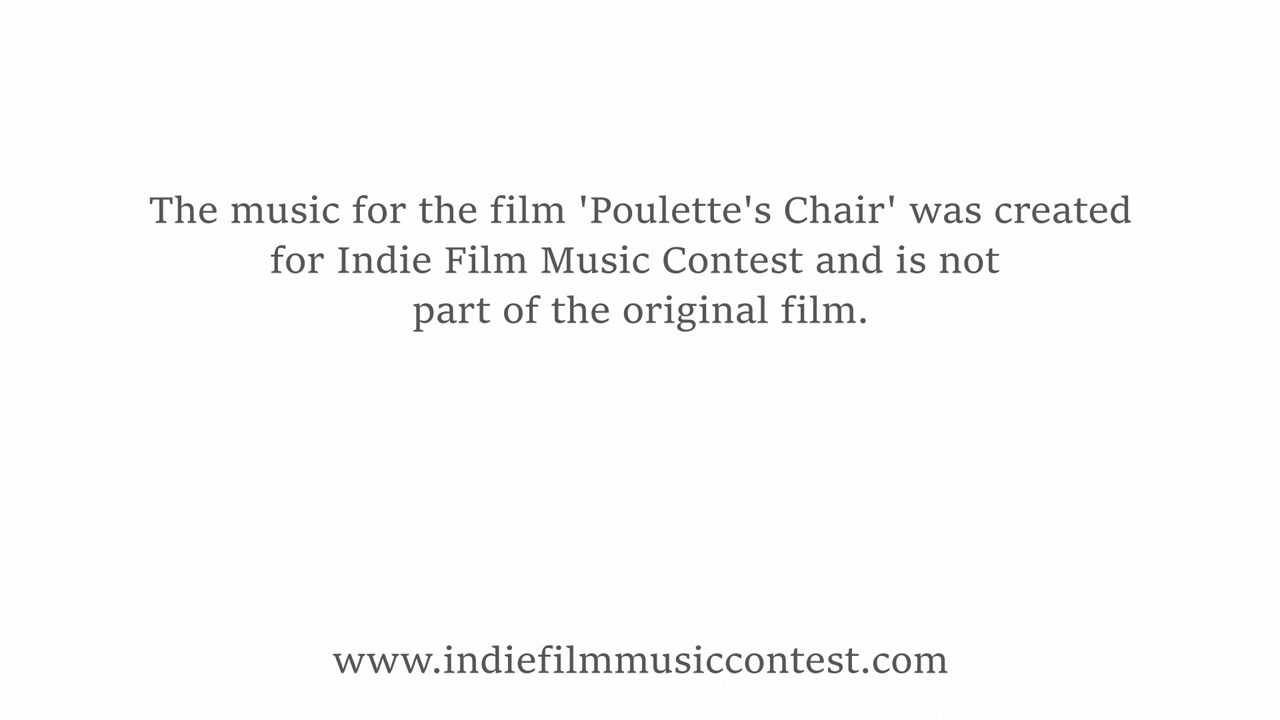 The music for the film 'Poulette's Chair' was created
for Indie Film Music Contest and is not
part of the original film.
www.indiefilmmusiccontest.com